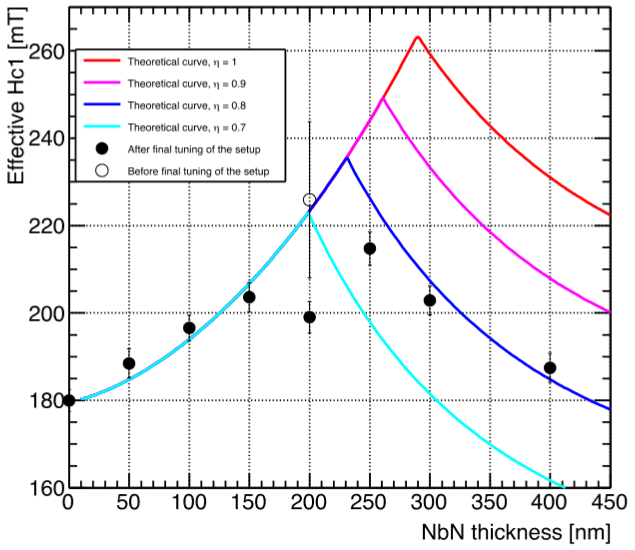 Effective Hc1 [mT]
260
240
220
200
180
160
Theoretical curve, η = 1
Theoretical curve, η = 0.9
Theoretical curve, η = 0.8
Theoretical curve, η = 0.7
After final tuning of the setup
Before final tuning of the setup
0 50 100 150 200 250 300 350 400 450
NbN thickness [nm]